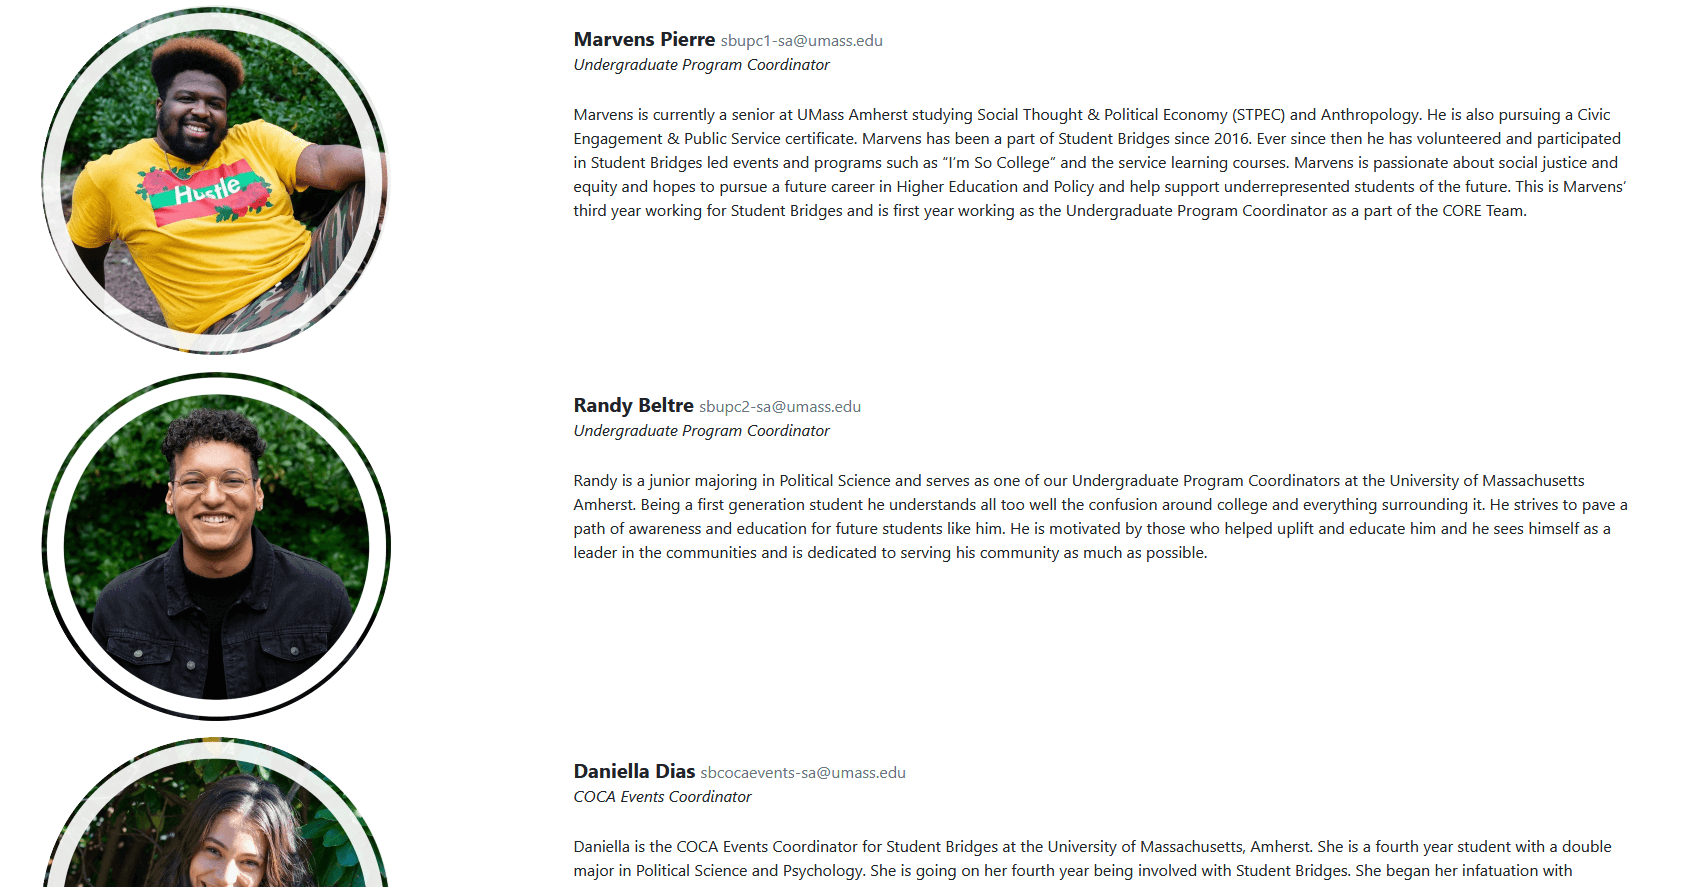 Hustle
Marvens Pierre sbupc1-sa@umass.edu
Undergraduate Program Coordinator
Marvens is currently a senior at UMass Amherst studying Social Thought & Political Economy (STPEC) and Anthropology. He is also pursuing a Civic
Engagement & Public Service certificate. Marvens has been a part of Student Bridges since 2016. Ever since then he has volunteered and participated
in Student Bridges led events and programs such as “I’m So College” and the service learning courses. Marvens is passionate about social justice and
equity and hopes to pursue a future career in Higher Education and Policy and help support underrepresented students of the future. This is Marvens’
third year working for Student Bridges and is first year working as the Undergraduate Program Coordinator as a part of the CORE Team.
Randy Beltre sbupc2-sa@umass.edu
Undergraduate Program Coordinator
Randy is a junior majoring in Political Science and serves as one of our Undergraduate Program Coordinators at the University of Massachusetts
Amherst. Being a first generation student he understands all too well the confusion around college and everything surrounding it. He strives to pave a
path of awareness and education for future students like him. He is motivated by those who helped uplift and educate him and he sees himself as a
leader in the communities and is dedicated to serving his community as much as possible.
Daniella Dias sbcocaevents-sa@umass.edu
COCA Events Coordinator
Daniella is the COCA Events Coordinator for Student Bridges at the University of Massachusetts, Amherst. She is a fourth year student with a double
major in Political Science and Psychology. She is going on her fourth year being involved with Student Bridges. She began her infatuation with